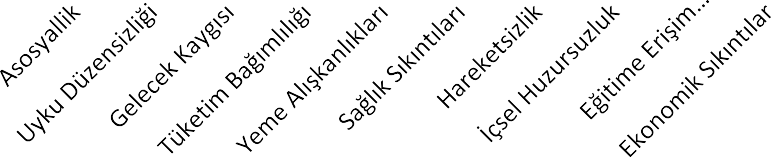 Asosyallik
Uyku Düzensizliği
Gelecek Kaygısı
Tüketim Bağımlılığı
Yeme Alışkanlıkları
Sağlık Sıkıntıları
Hareketsizlik
İçsel Huzursuzluk
Eğitime Erişim...
Ekonomik Sıkıntılar